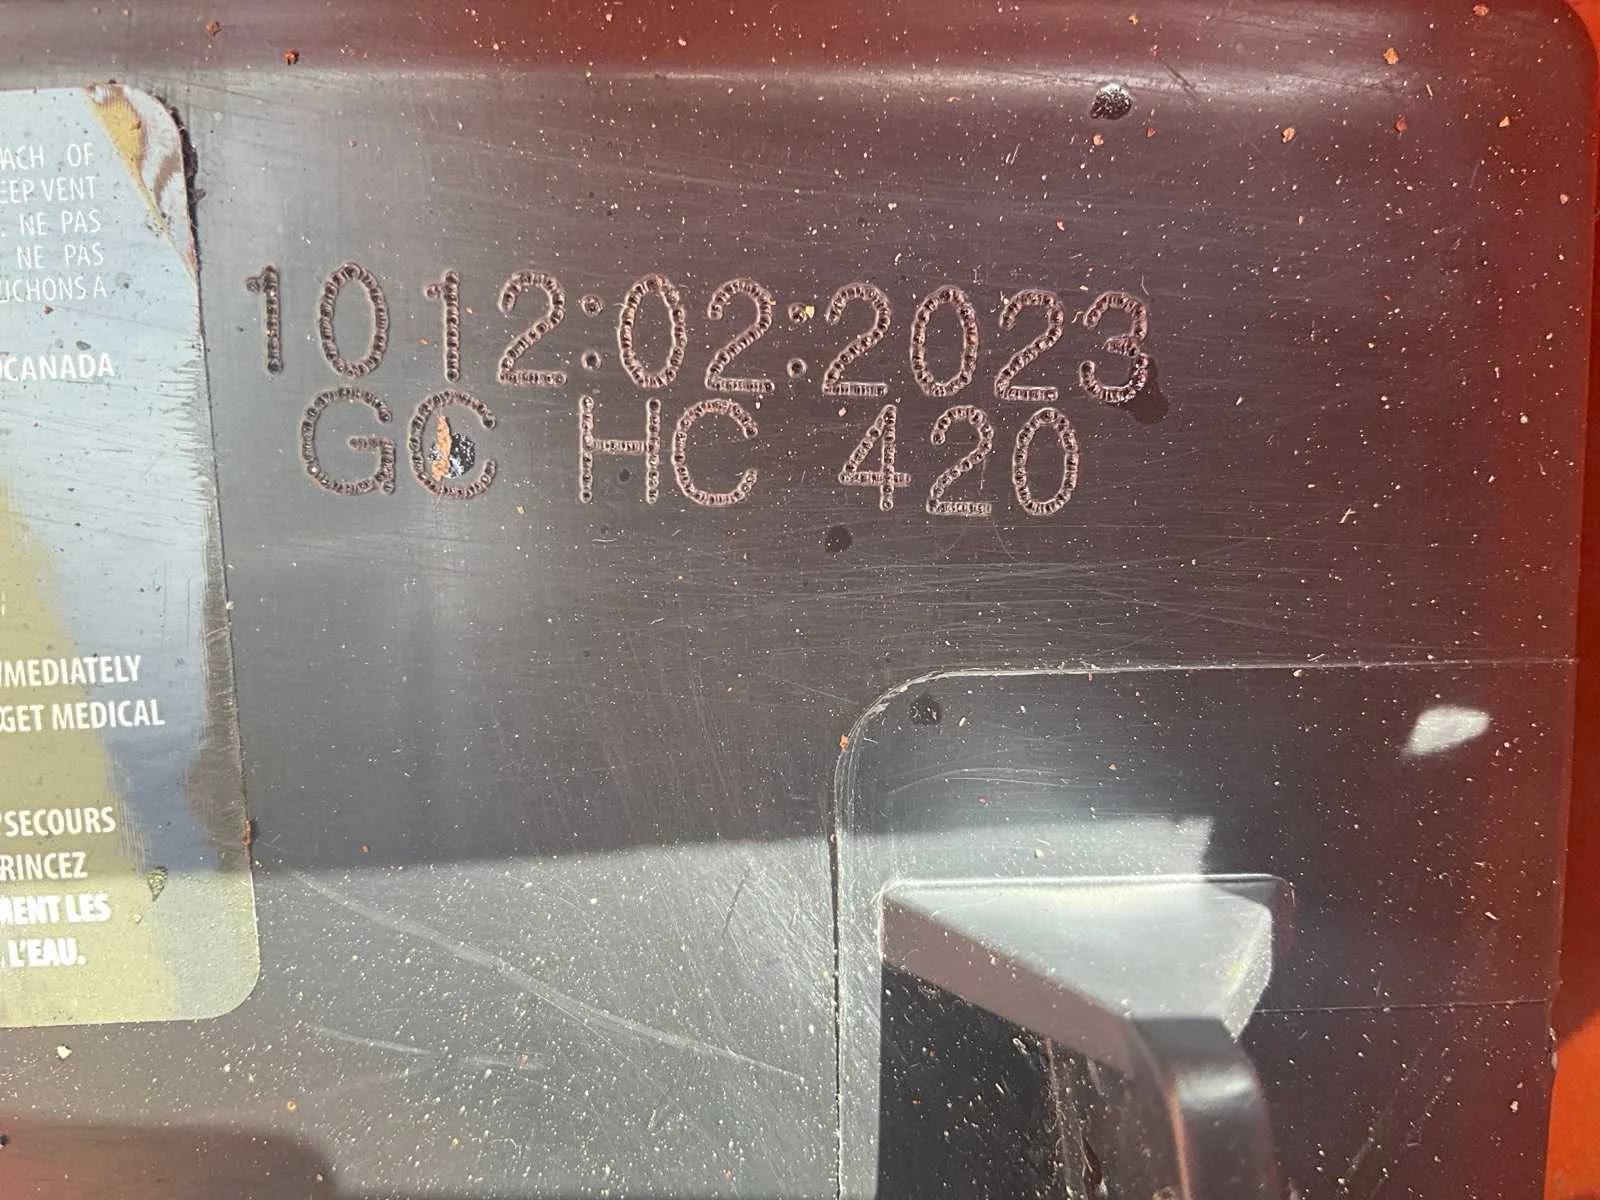 ACH OF
EEP VENT
. NE PAS
NE PAS
UCHONS A
CANADA
1012:02:2023
GC HC 420
MMEDIATELY
GET MEDICAL
SECOURS
RINCEZ
MENT LES
L'EAU.